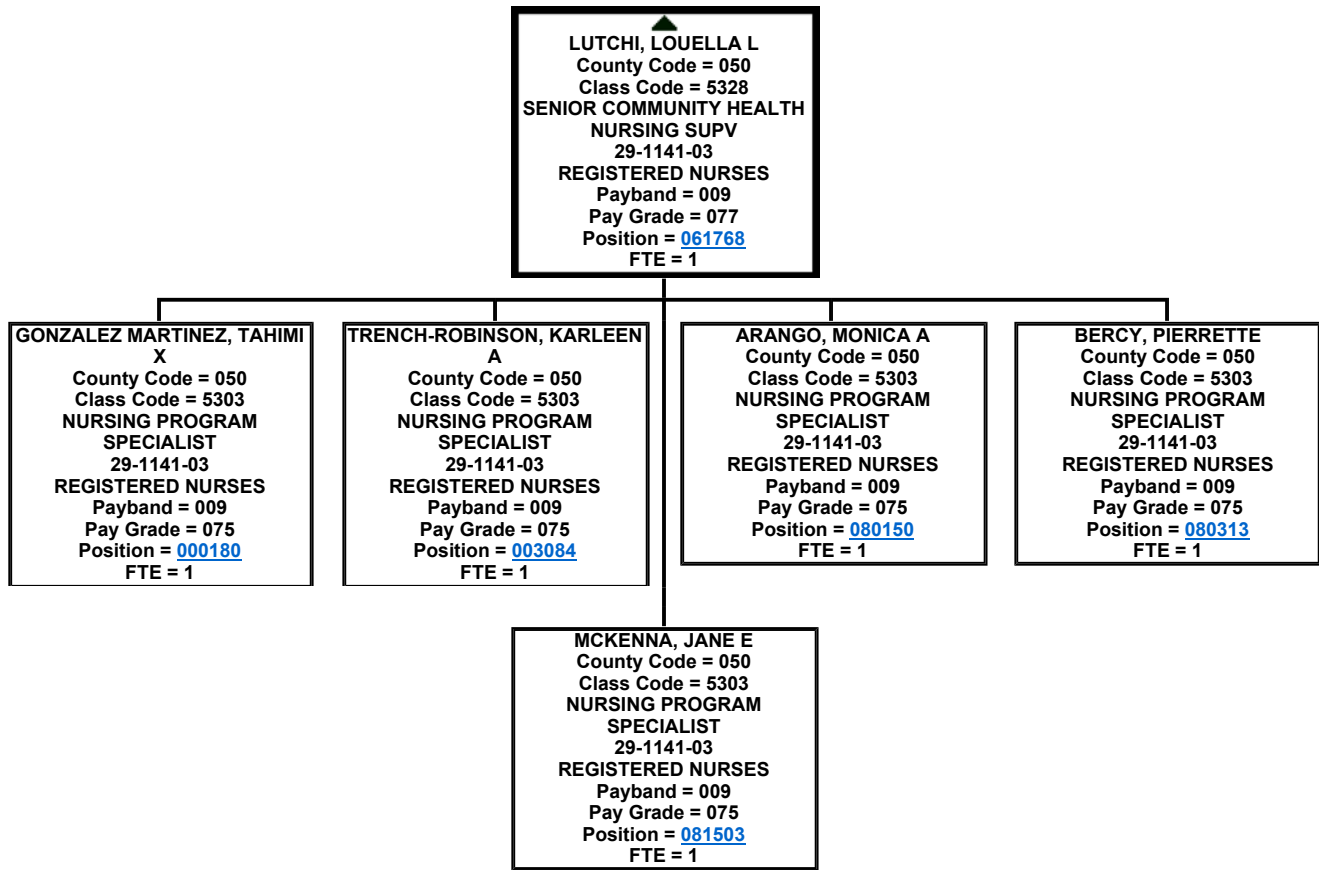 LUTCHI, LOUELLA L
County Code = 050
Class Code = 5328
SENIOR COMMUNITY HEALTH
NURSING SUPV
29-1141-03
REGISTERED NURSES
Payband = 009
Pay Grade = 077
Position = 061768
FTE = 1
GONZALEZ MARTINEZ, TAHIMI
X
County Code = 050
Class Code = 5303
NURSING PROGRAM
SPECIALIST
29-1141-03
REGISTERED NURSES
Payband = 009
Pay Grade = 075
Position = 000180
FTE = 1
TRENCH-ROBINSON, KARLEEN
A
County Code = 050
Class Code = 5303
NURSING PROGRAM
SPECIALIST
29-1141-03
REGISTERED NURSES
Payband = 009
Pay Grade = 075
Position = 003084
FTE = 1
ARANGO, MONICA A
County Code = 050
Class Code = 5303
NURSING PROGRAM
SPECIALIST
29-1141-03
REGISTERED NURSES
Payband = 009
Pay Grade = 075
Position = 080150
FTE = 1
BERCY, PIERRETTE
County Code = 050
Class Code = 5303
NURSING PROGRAM
SPECIALIST
29-1141-03
REGISTERED NURSES
Payband = 009
Pay Grade = 075
Position = 080313
FTE = 1
MCKENNA, JANE E
County Code = 050
Class Code = 5303
NURSING PROGRAM
SPECIALIST
29-1141-03
REGISTERED NURSES
Payband = 009
Pay Grade = 075
Position = 081503
FTE = 1